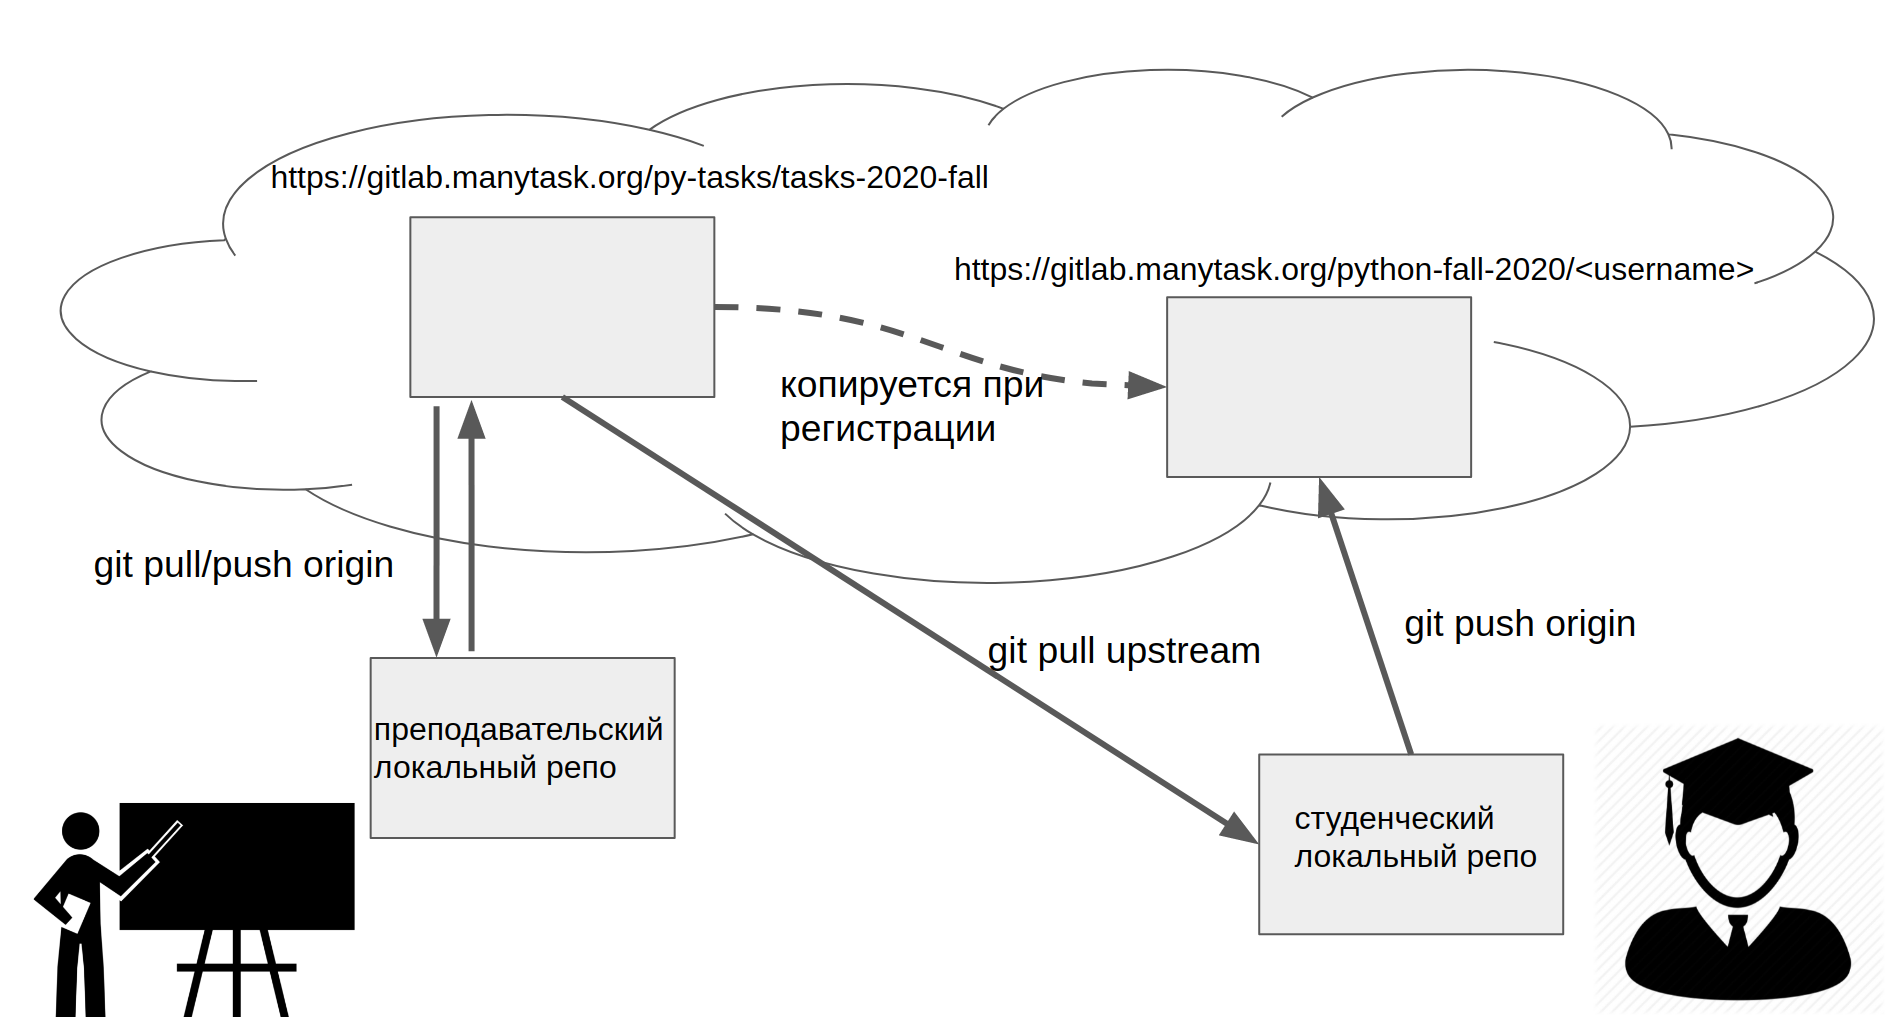 https://gitlab.manytask.org/py-tasks/tasks-2020-fall
https://gitlab.manytask.org/python-fall-2020/<username>
копируется при
регистрации
git pull/push origin
git pull upstream
git push origin
преподавательский
локальный репо
студенческий
локальный репо